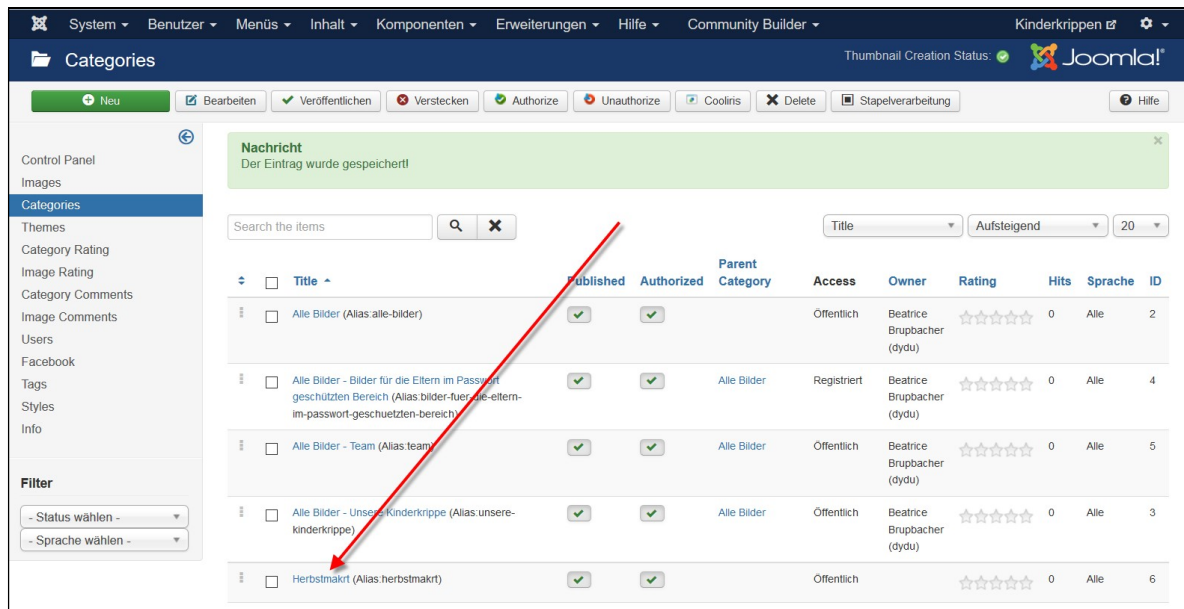 System Benutzer Menüs Inhalt Komponenten Erweiterungen Hilfe Community Builder Kinderkrippen
Categories Thumbnail Creation Status: Joomla!®
Neu Bearbeiten Veröffentlichen Verstecken Authorize Unauthorize Cooliris Delete Stapelverarbeitung Hilfe
Control Panel
Images
Categories
Themes
Category Rating
Image Rating
Category Comments
Image Comments
Users
Facebook
Tags
Styles
Info
Filter
- Status wählen -
- Sprache wählen -
Nachricht
Der Eintrag wurde gespeichert!
Search the items Title Aufsteigend 20
Title Published Authorized Parent Category Access Owner Rating Hits Sprache ID
Alle Bilder (Alias:alle-bilder) Öffentlich Beatrice Brupbacher (dydu) 0 Alle 2
Alle Bilder - Bilder für die Eltern im Passwort
geschützten Bereich (Alias:bilder-fuer-die-eltern-
im-passwort-geschuetzten-bereich) Alle Bilder Registriert Beatrice Brupbacher (dydu) 0 Alle 4
Alle Bilder - Team (Alias:team) Alle Bilder Öffentlich Beatrice Brupbacher (dydu) 0 Alle 5
Alle Bilder - Unsere Kinderkrippe (Alias:unsere-
kinderkrippe) Alle Bilder Öffentlich Beatrice Brupbacher (dydu) 0 Alle 3
Herbstmakrt (Alias:herbstmakrt) Öffentlich 0 Alle 6